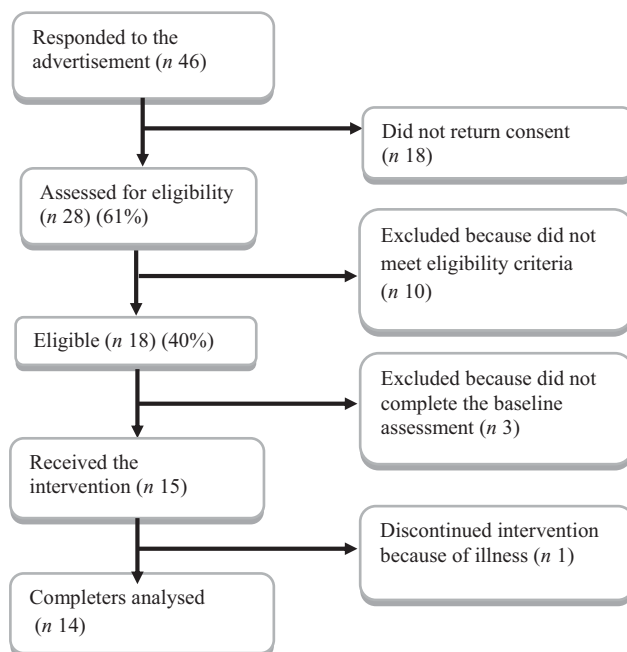 Responded to the
advertisement (n 46)
Did not return consent
(n 18)
Assessed for eligibility
(n 28) (61%)
Excluded because did not
meet eligibility criteria
(n 10)
Eligible (n 18) (40%)
Excluded because did not
complete the baseline
assessment (n 3)
Received the
intervention (n 15)
Discontinued intervention
because of illness (n 1)
Completers analysed
(n 14)